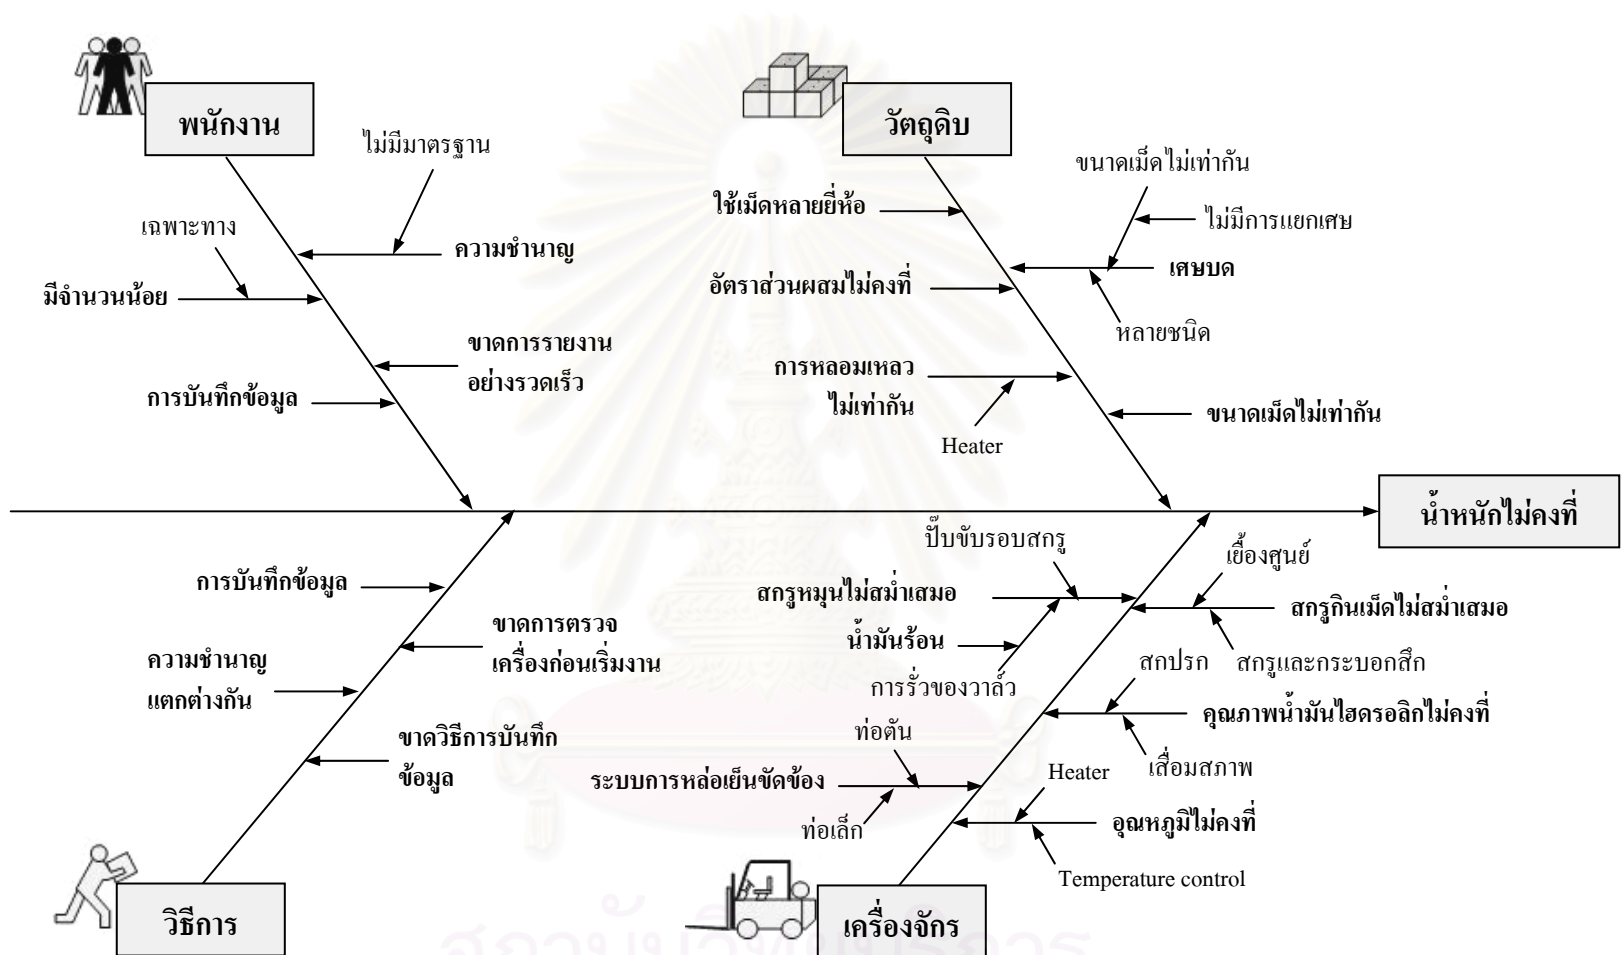 พนักงาน
วัตถุดิบ
ไม่มีมาตรฐาน
ขนาดเม็ดไม่เท่ากัน
ใช้เม็ดหลายยี่ห้อ
ไม่มีการแยกเศษ
เฉพาะทาง
ความชำนาญ
เศษบด
มีจำนวนน้อย
อัตราส่วนผสมไม่คงที่
หลายชนิด
ขาดการรายงาน
อย่างรวดเร็ว
การหลอมเหลว
ไม่เท่ากัน
การบันทึกข้อมูล
ขนาดเม็ดไม่เท่ากัน
Heater
น้ำหนักไม่คงที่
ปั๊บขับรอบสกรู
เยื้องศูนย์
การบันทึกข้อมูล
สกรูหมุนไม่สม่ำเสมอ
สกรูกินเม็ดไม่สม่ำเสมอ
ขาดการตรวจ
เครื่องก่อนเริ่มงาน
น้ำมันร้อน
ความชำนาญ
แตกต่างกัน
สกปรก
สกรูและกระบอกสึก
การรั่วของวาล์ว
คุณภาพน้ำมันไฮดรอลิกไม่คงที่
ขาดวิธีการบันทึก
ข้อมูล
ท่อตัน
เสื่อมสภาพ
ระบบการหล่อเย็นขัดข้อง
Heater
ท่อเล็ก
อุณหภูมิไม่คงที่
Temperature control
วิธีการ
เครื่องจักร
สถาบันวิทยบริการ